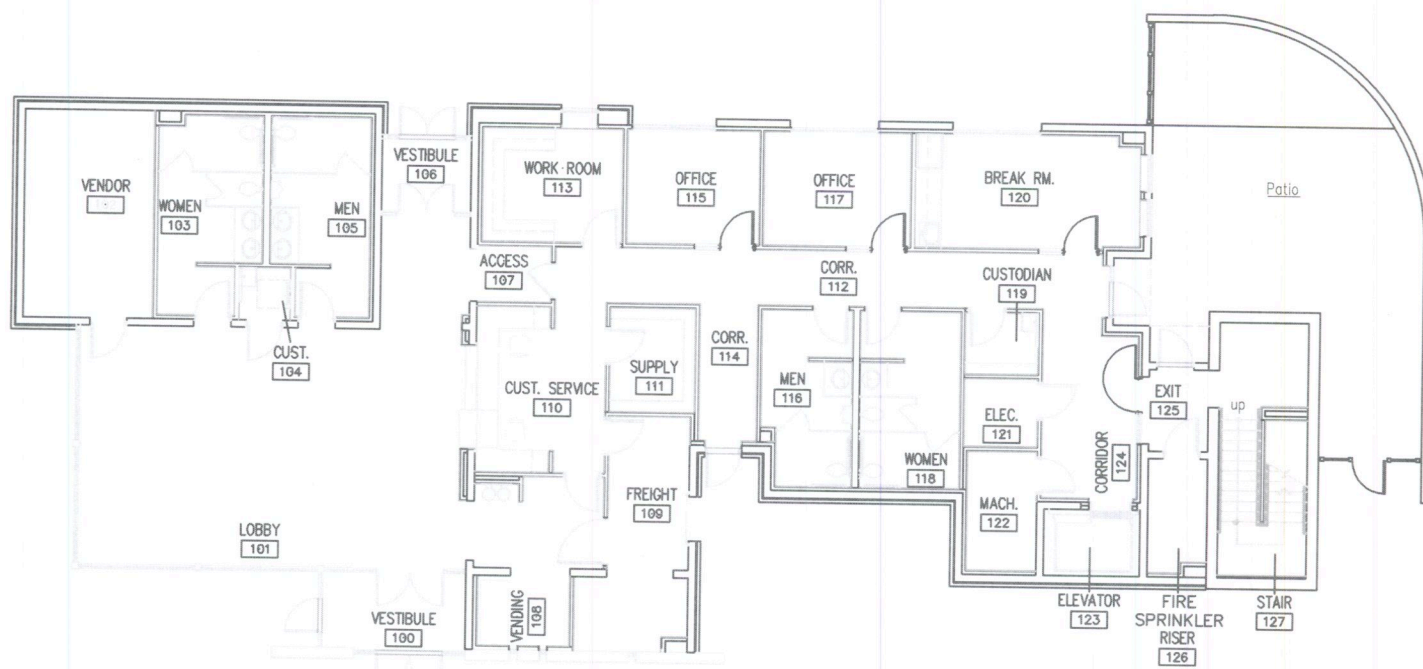 VENDOR
WOMEN
103
MEN
105
CUST.
104
VESTIBULE
106
WORK ROOM
113
OFFICE
115
OFFICE
117
BREAK RM.
120
Patio
ACCESS
107
CORR.
112
CUSTODIAN
119
CORR.
114
SUPPLY
111
CUST. SERVICE
110
MEN
116
WOMEN
118
ELEC.
121
EXIT
125
up
CORRIDOR
124
MACH.
122
FREIGHT
109
LOBBY
101
VESTIBULE
100
VENDING
108
ELEVATOR
123
FIRE
SPRINKLER
RISER
126
STAIR
127